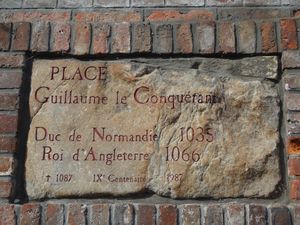 PLACE
Guillaume le Conquérant
Duc de Normandie 1035
Roi d'Angleterre 1066
† 1087 IXᵉ Centenaire 1987